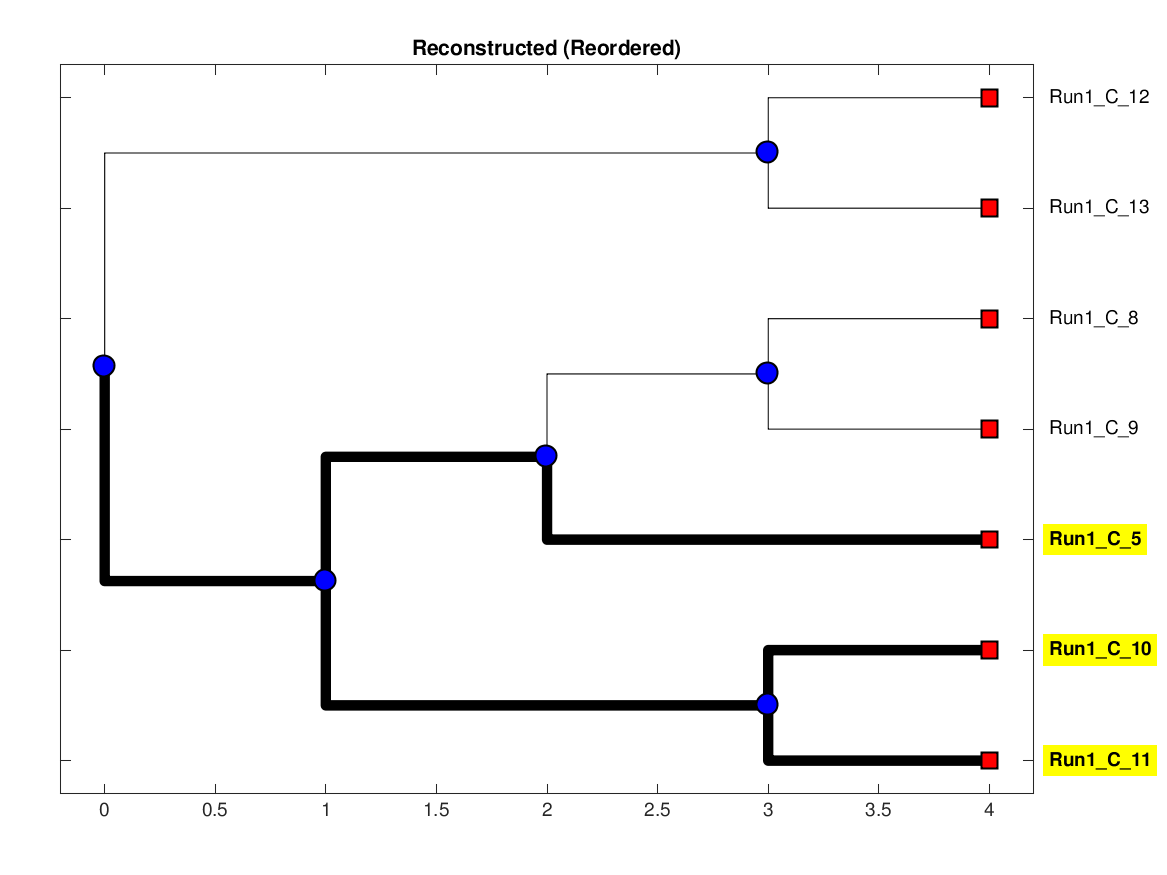 Reconstructed (Reordered)
Run1_C_12
Run1_C_13
Run1_C_8
Run1_C_9
Run1_C_5
Run1_C_10
Run1_C_11
0 0.5 1 1.5 2 2.5 3 3.5 4